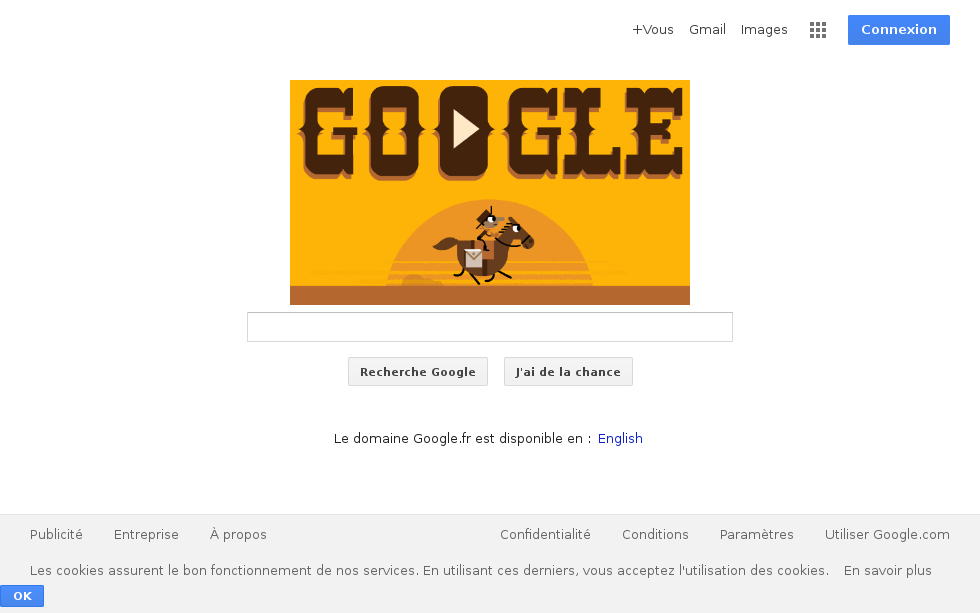 +Vous Gmail Images Connexion
GOOGLE
Recherche Google J'ai de la chance
Le domaine Google.fr est disponible en : English
Publicité Entreprise À propos Confidentialité Conditions Paramètres Utiliser Google.com
Les cookies assurent le bon fonctionnement de nos services. En utilisant ces derniers, vous acceptez l'utilisation des cookies. En savoir plus
OK